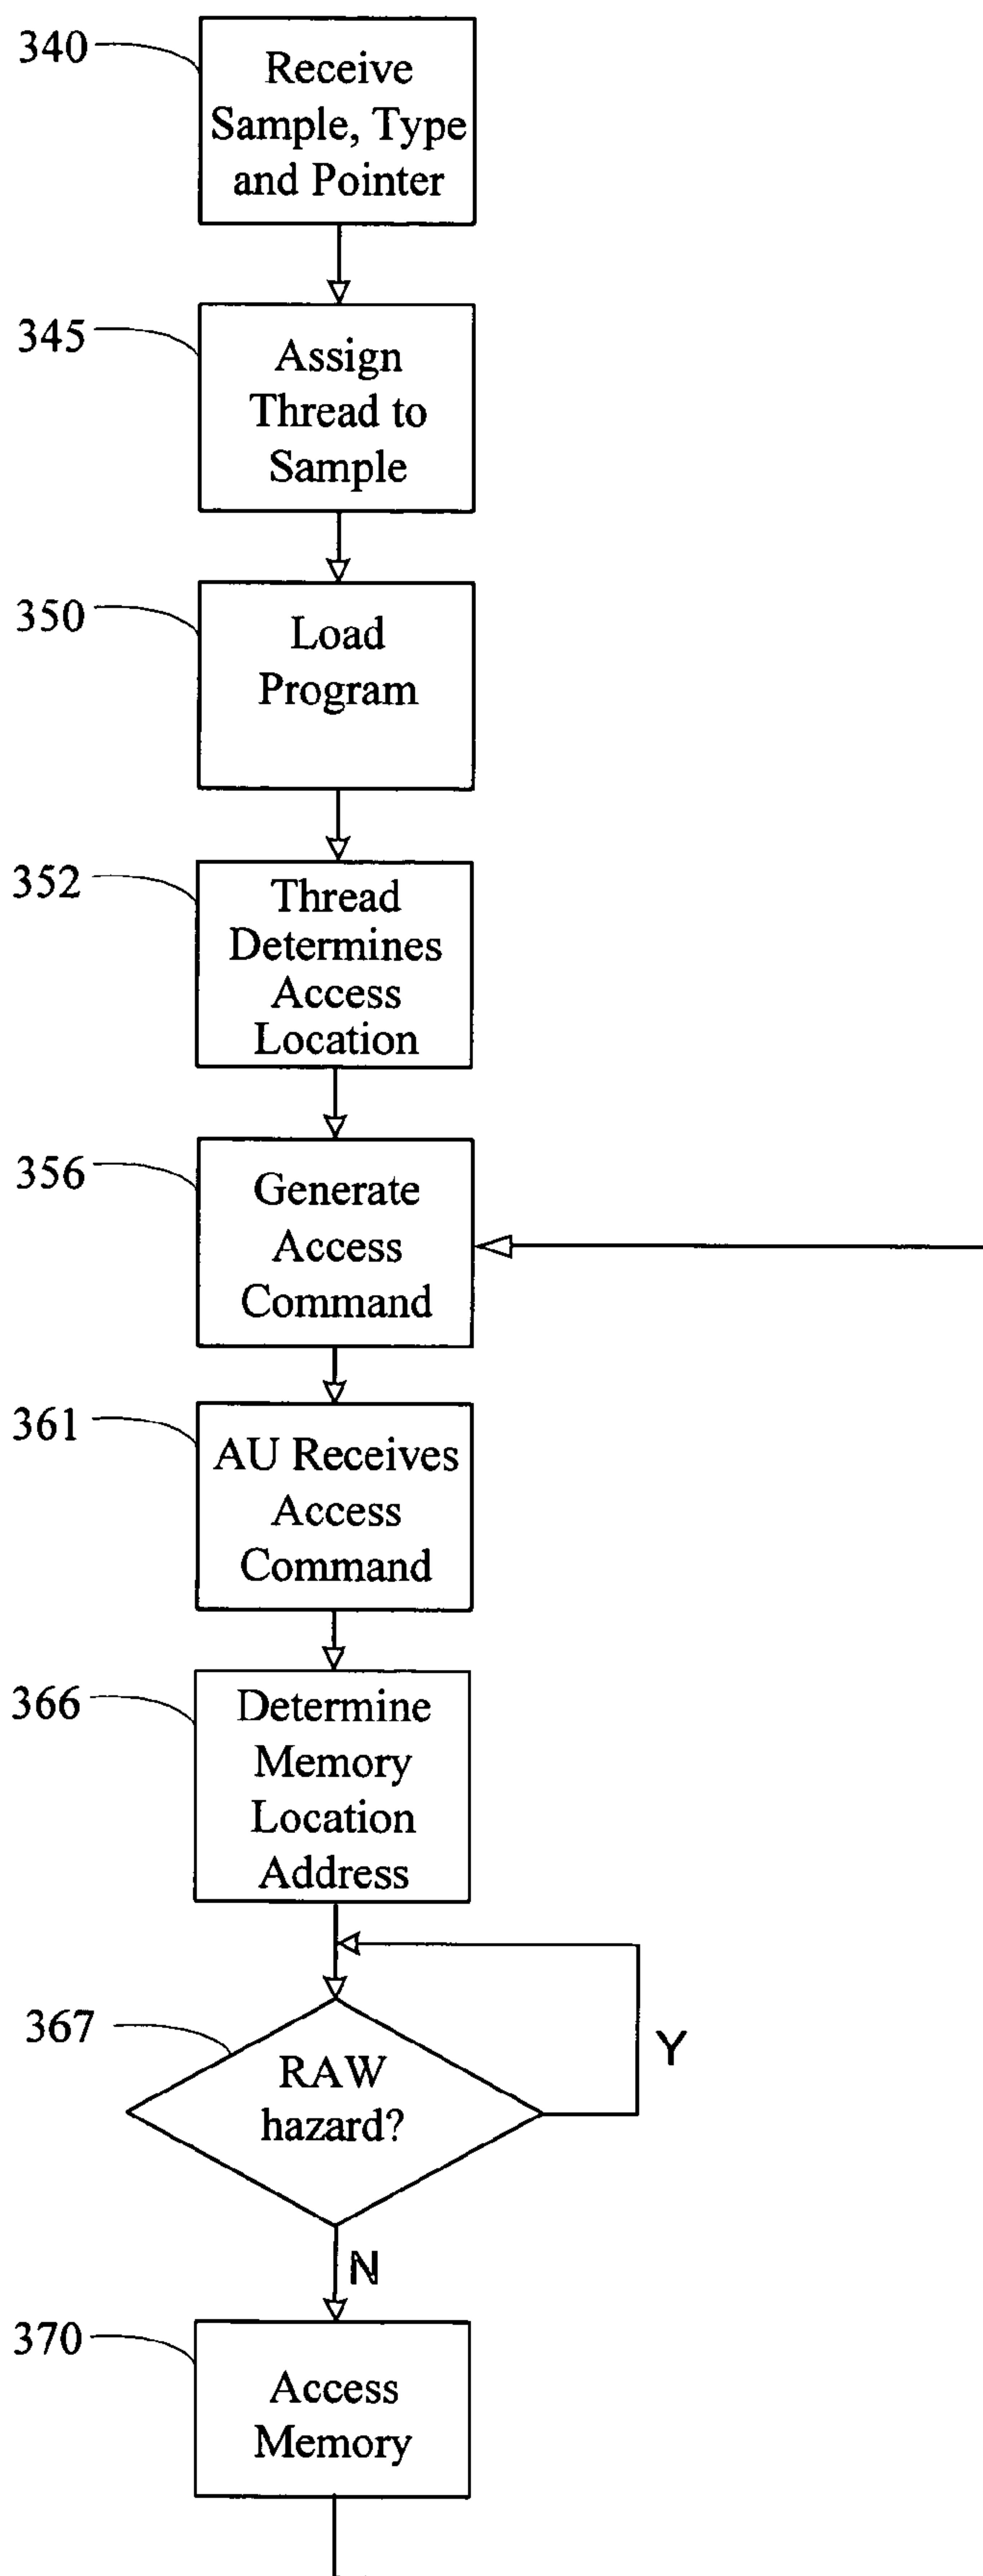 340
Receive
Sample, Type
and Pointer
345
Assign
Thread to
Sample
350
Load
Program
352
Thread
Determines
Access
Location
356
Generate
Access
Command
361
AU Receives
Access
Command
366
Determine
Memory
Location
Address
367
RAW
hazard?
Y
N
370
Access
Memory